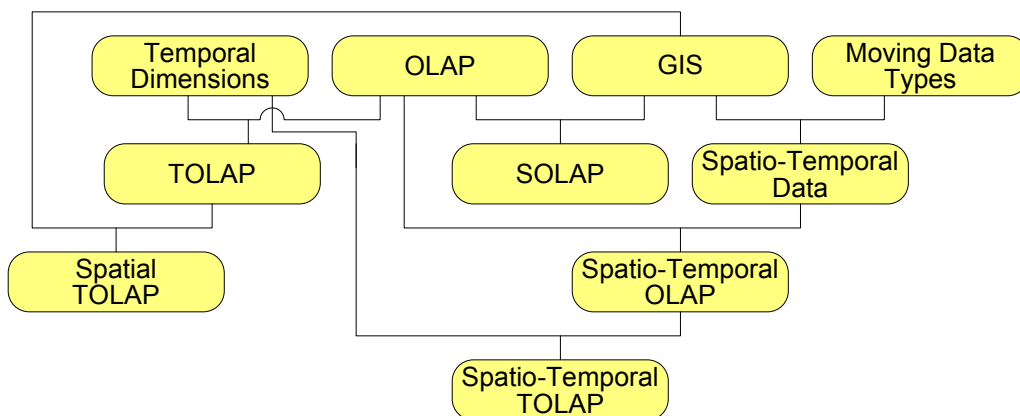 Temporal
Dimensions
OLAP
GIS
Moving Data
Types
TOLAP
SOLAP
Spatio-Temporal
Data
Spatial
TOLAP
Spatio-Temporal
OLAP
Spatio-Temporal
TOLAP